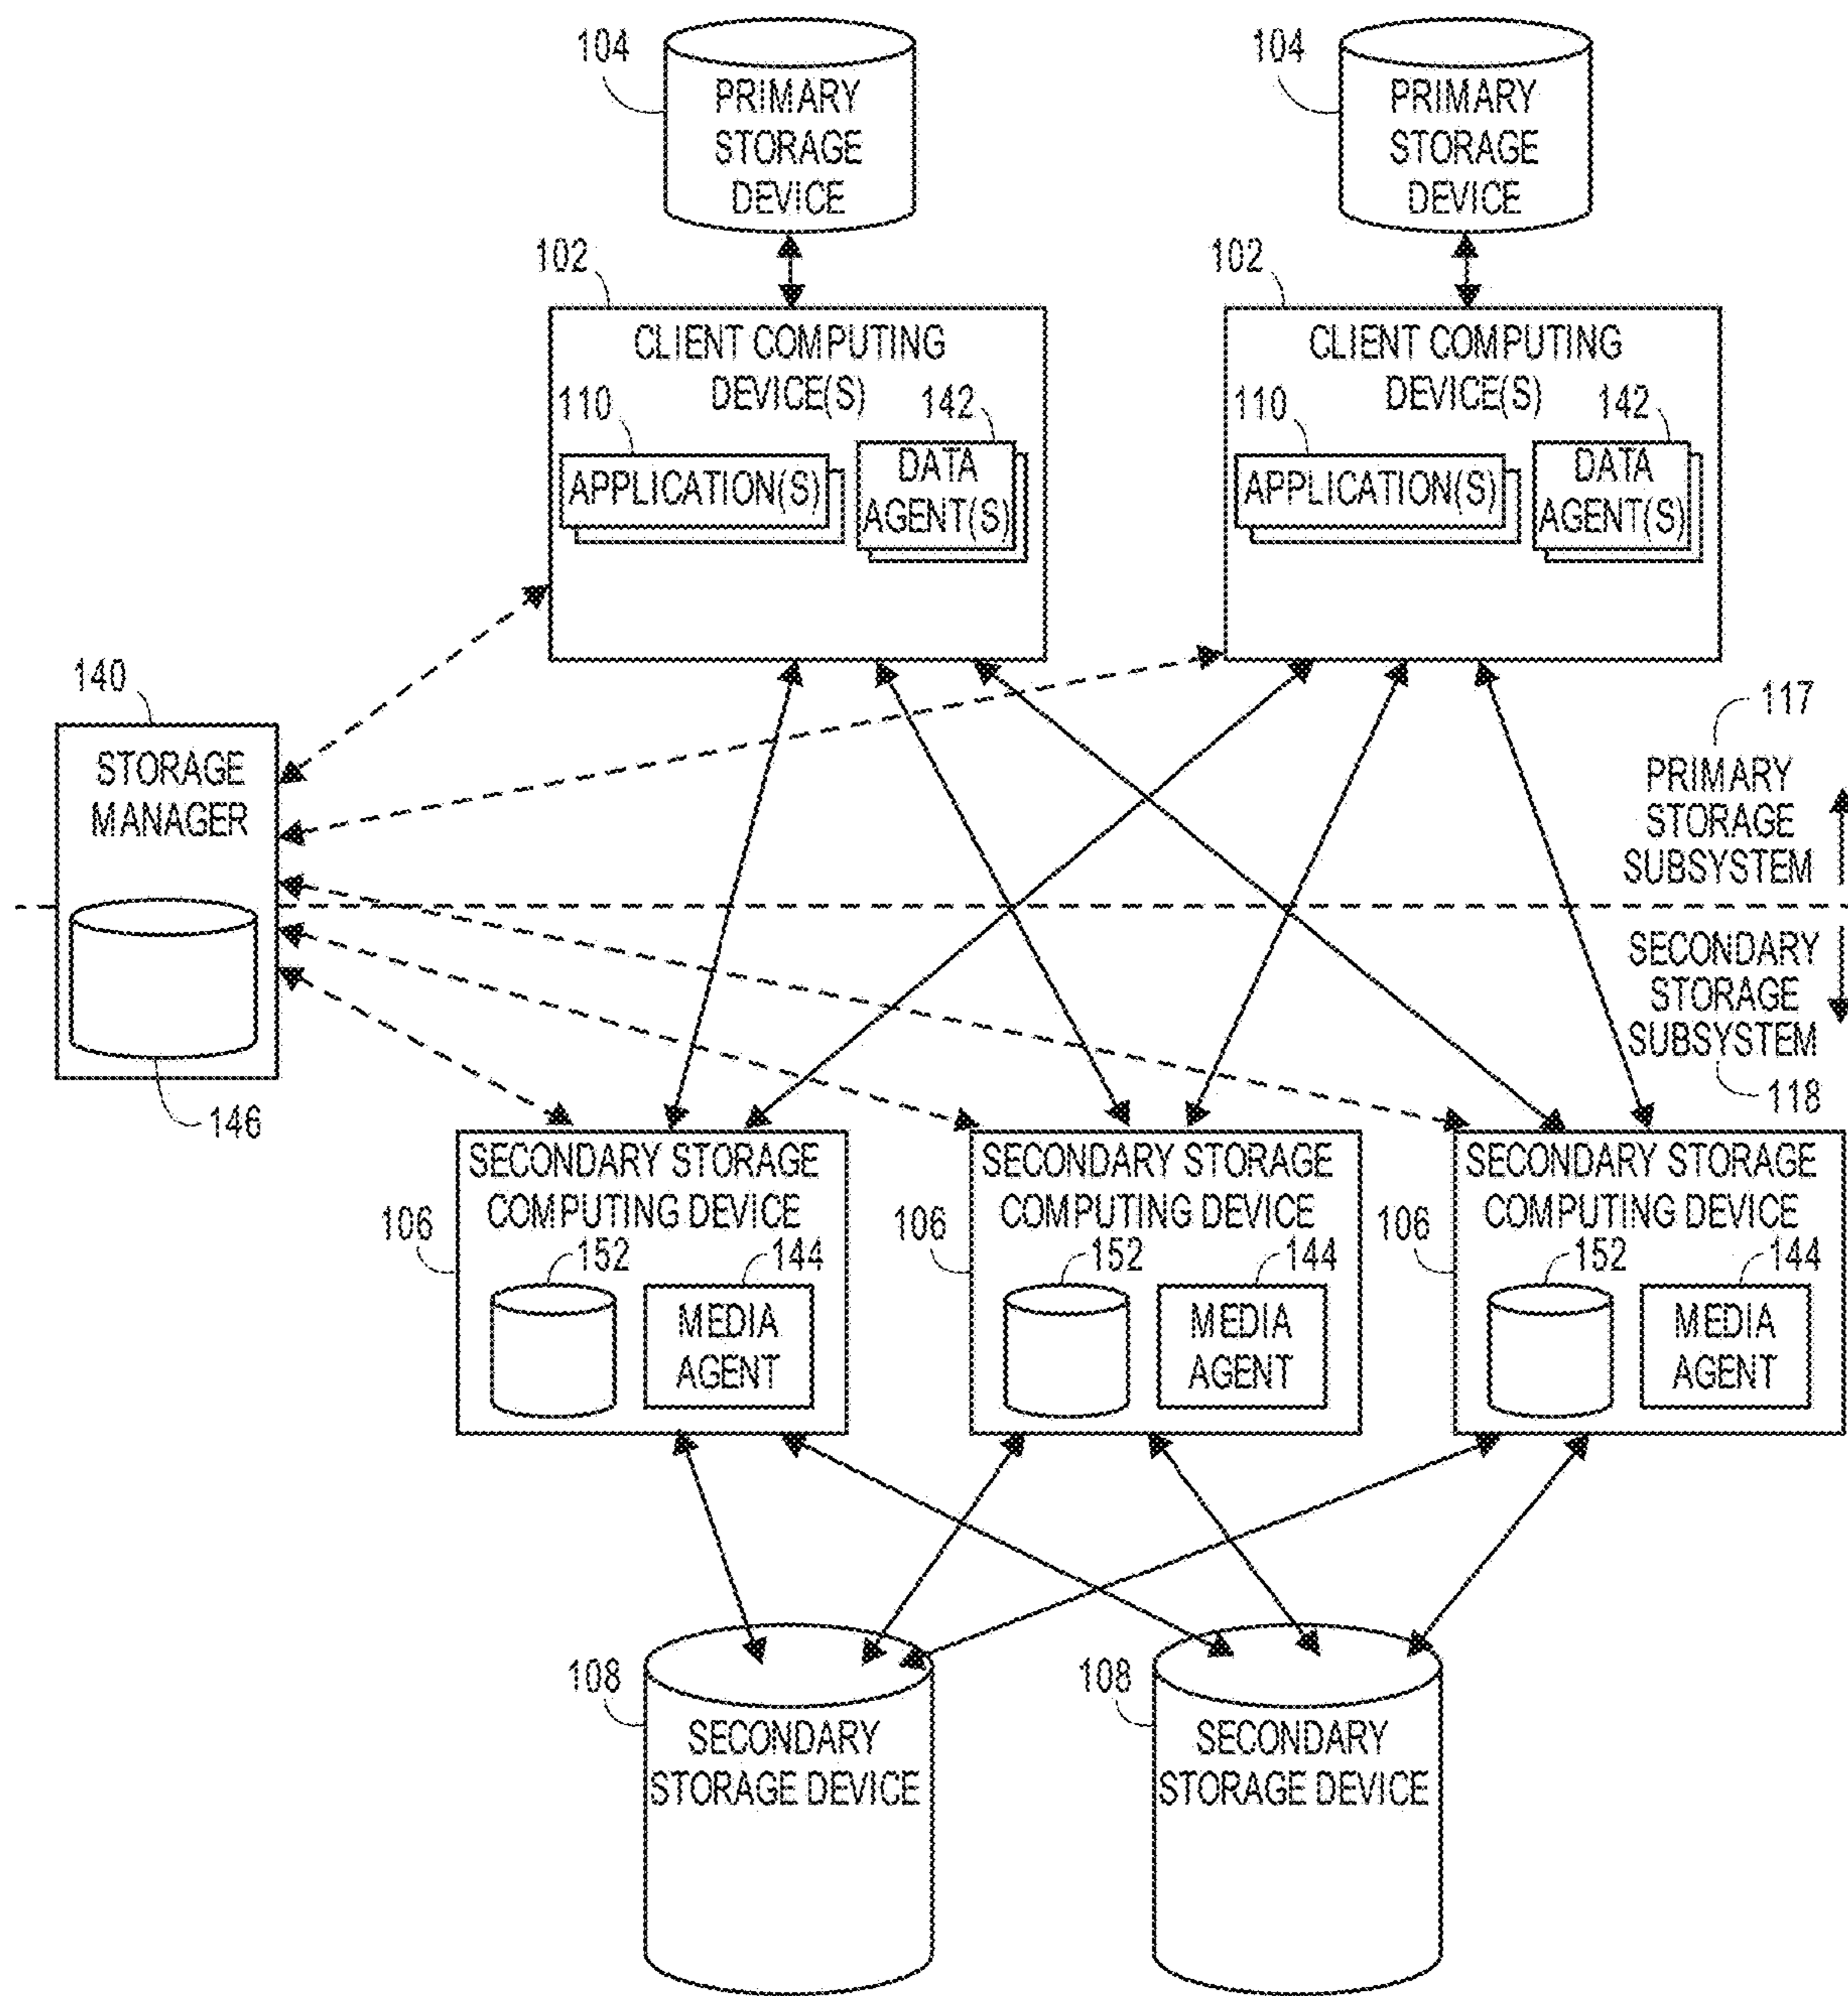 104
PRIMARY
STORAGE
DEVICE
104
PRIMARY
STORAGE
DEVICE
102
CLIENT COMPUTING
DEVICE(S)
110
142
APPLICATION(S)
DATA
AGENT(S)
102
CLIENT COMPUTING
DEVICE(S)
110
142
APPLICATION(S)
DATA
AGENT(S)
140
STORAGE
MANAGER
146
117
PRIMARY
STORAGE
SUBSYSTEM
SECONDARY
STORAGE
SUBSYSTEM
118
SECONDARY STORAGE
COMPUTING DEVICE
106
152
144
MEDIA
AGENT
SECONDARY STORAGE
COMPUTING DEVICE
106
152
144
MEDIA
AGENT
SECONDARY STORAGE
COMPUTING DEVICE
106
152
144
MEDIA
AGENT
108
SECONDARY
STORAGE DEVICE
108
SECONDARY
STORAGE DEVICE